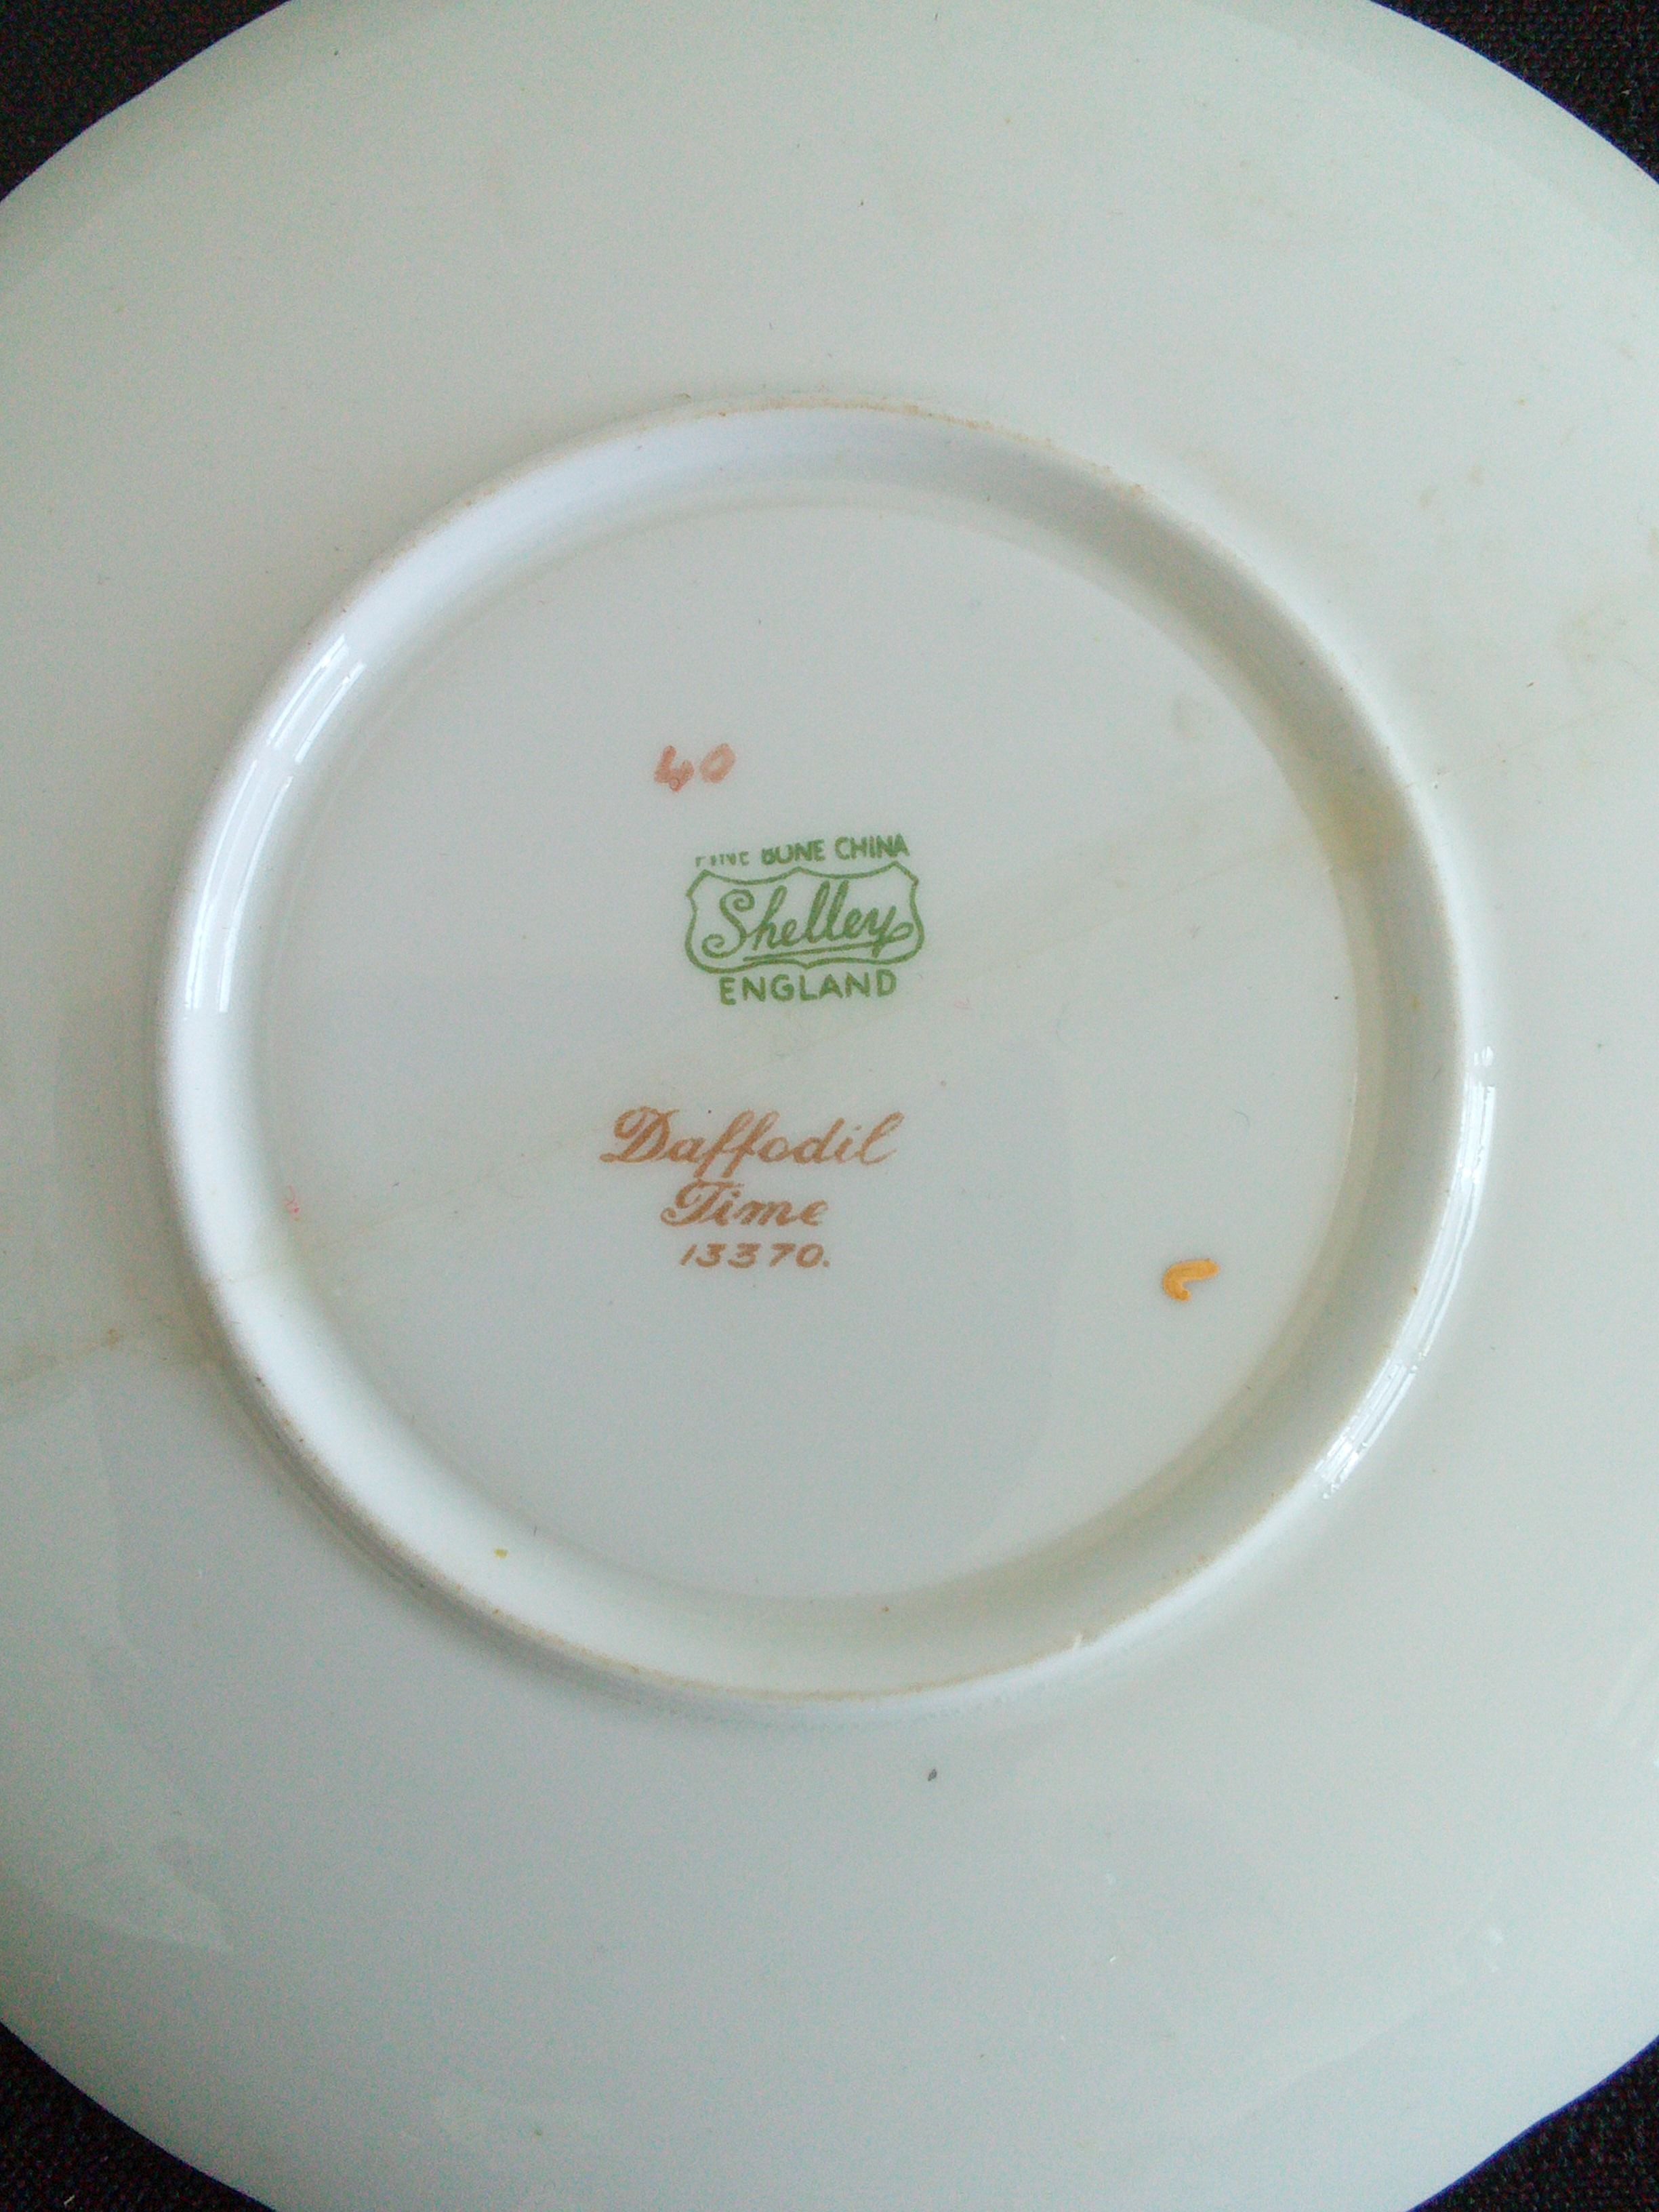 40
FINE BONE CHINA
Shelley
ENGLAND
Daffodil
Time
13370.